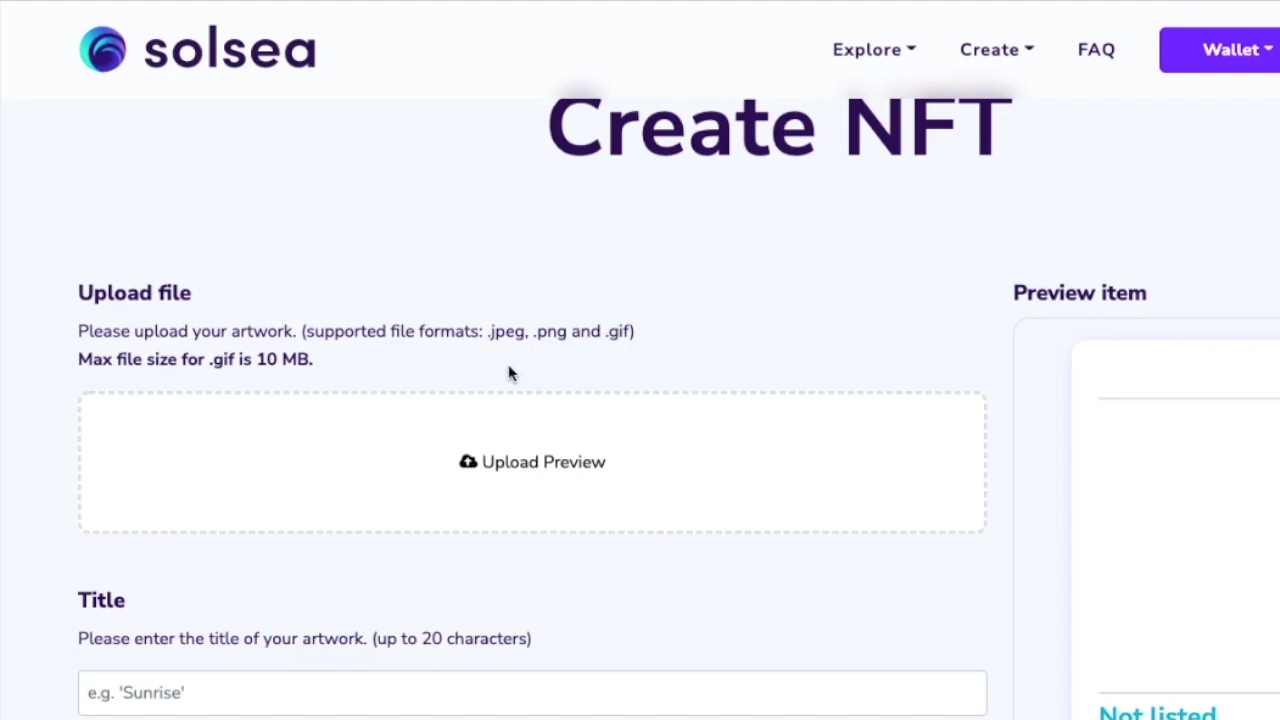 solsea
Explore
Create
FAQ
Wallet
Create NFT
Upload file
Please upload your artwork. (supported file formats: .jpeg, .png and .gif)
Max file size for .gif is 10 MB.
Upload Preview
Preview item
Title
Please enter the title of your artwork. (up to 20 characters)
e.g. 'Sunrise'
Not listed